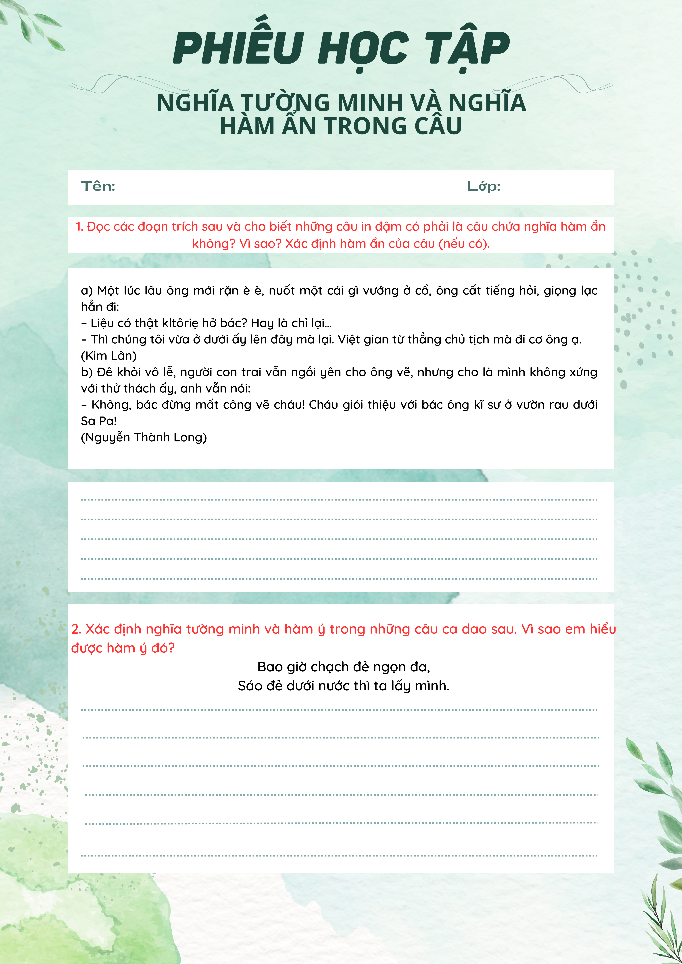 PHIẾU HỌC TẬP
NGHĨA TƯỜNG MINH VÀ NGHĨA
HÀM ẨN TRONG CÂU
Tên:
Lớp:
1. Đọc các đoạn trích sau và cho biết những câu in đậm có phải là câu chứa nghĩa hàm ẩn
không? Vì sao? Xác định hàm ẩn của câu (nếu có).
a) Một lúc lâu ông mới rặn è è, nuốt một cái gì vướng ở cổ, ông cất tiếng hỏi, giọng lạc
hẳn đi:
– Liệu có thật kltôriẹ hở bác? Hay là chỉ lại...
– Thì chúng tôi vừa ở dưới ấy lên đây mà lại. Việt gian từ thằng chủ tịch mà đi cơ ông ạ.
(Kim Lân)
b) Để khỏi vô lễ, người con trai vẫn ngồi yên cho ông vẽ, nhưng cho là mình không xứng
với thử thách ấy, anh vẫn nói:
– Không, bác đừng mất công vẽ cháu! Cháu giới thiệu với bác ông kĩ sư ở vườn rau dưới
Sa Pa!
(Nguyễn Thành Long)
2. Xác định nghĩa tường minh và hàm ý trong những câu ca dao sau. Vì sao em hiểu
được hàm ý đó?
Bao giờ chạch đẻ ngọn đa,
Sáo đẻ dưới nước thì ta lấy mình.